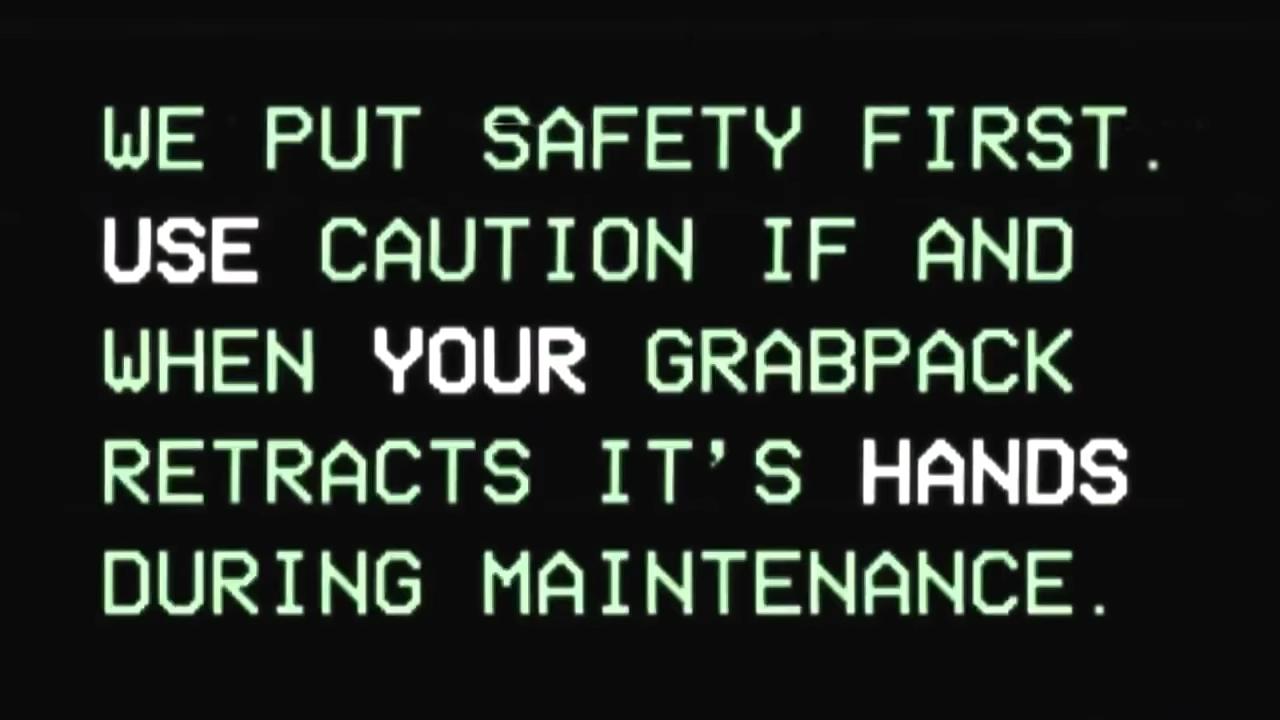 WE PUT SAFETY FIRST.
USE CAUTION IF AND
WHEN YOUR GRABPACK
RETRACTS IT'S HANDS
DURING MAINTENANCE.